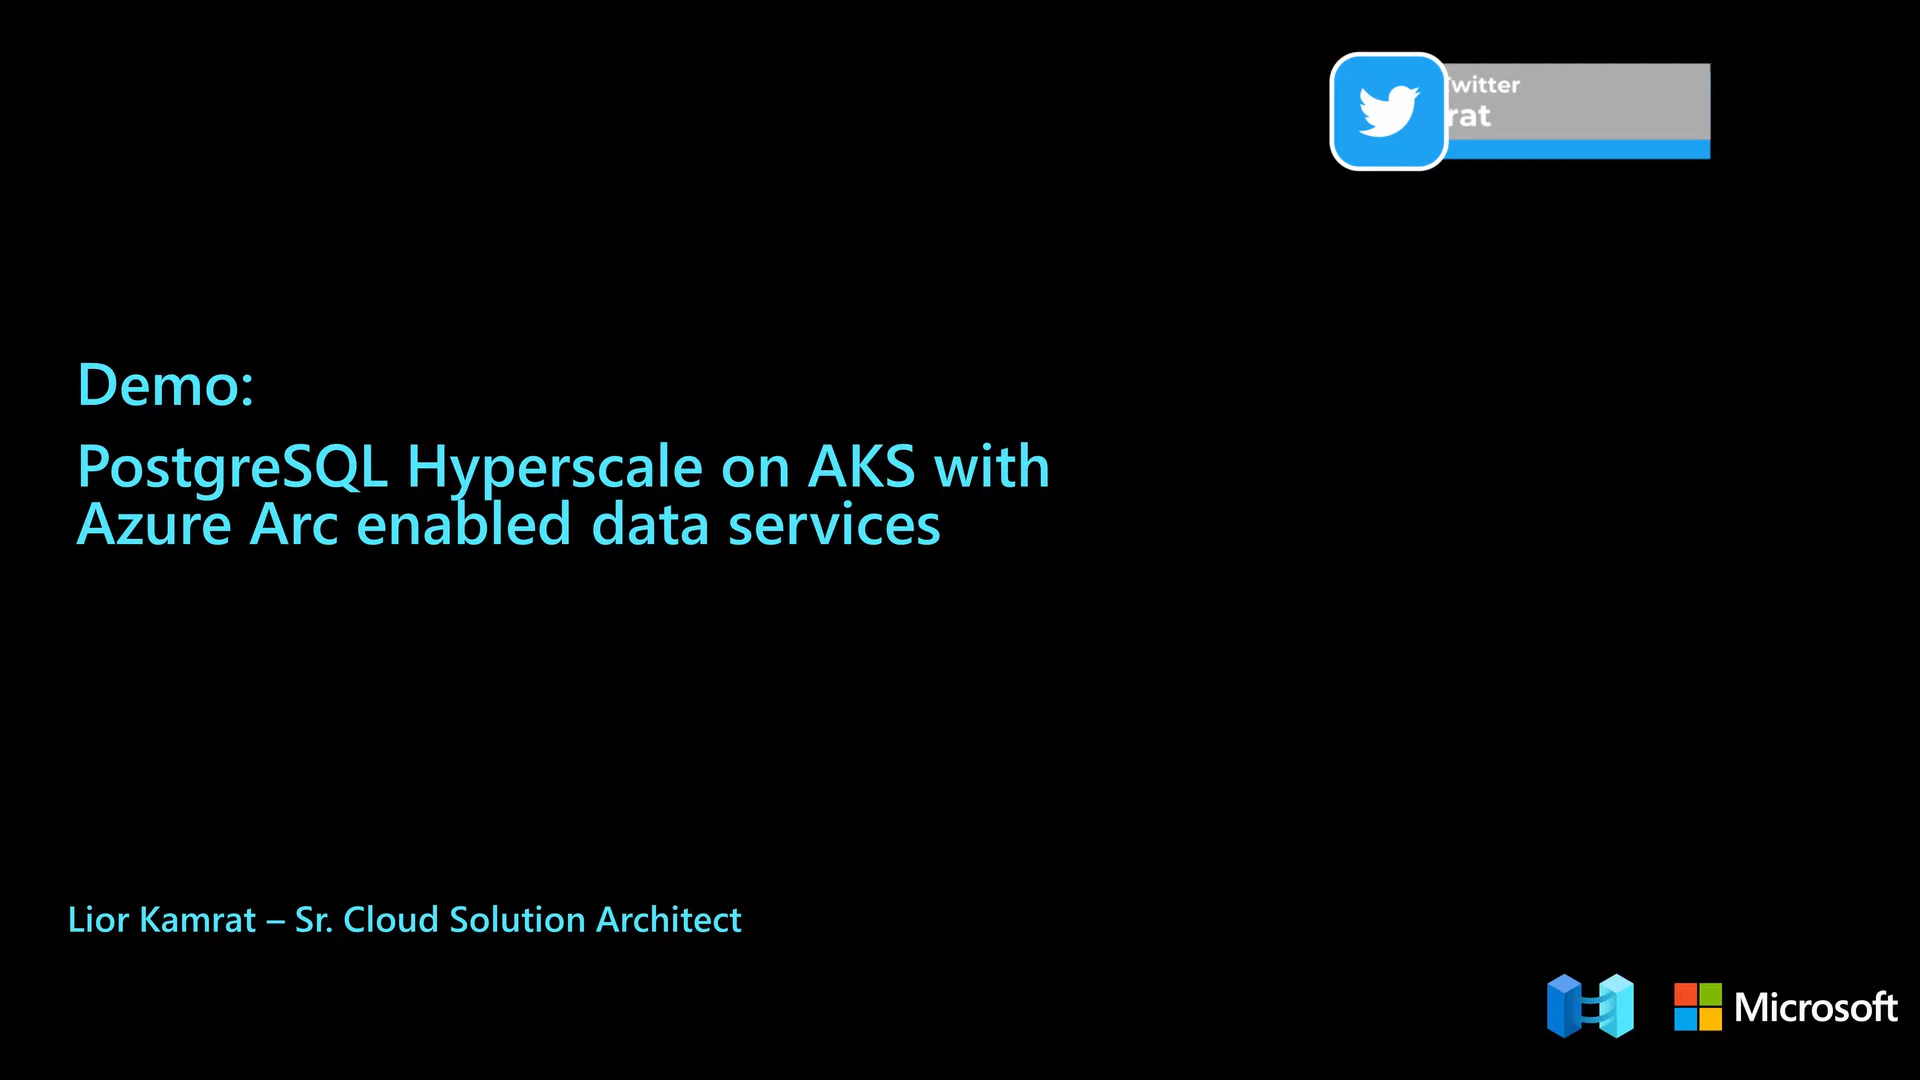 Twitter
rat
Demo:
PostgreSQL Hyperscale on AKS with
Azure Arc enabled data services
Lior Kamrat – Sr. Cloud Solution Architect
Microsoft